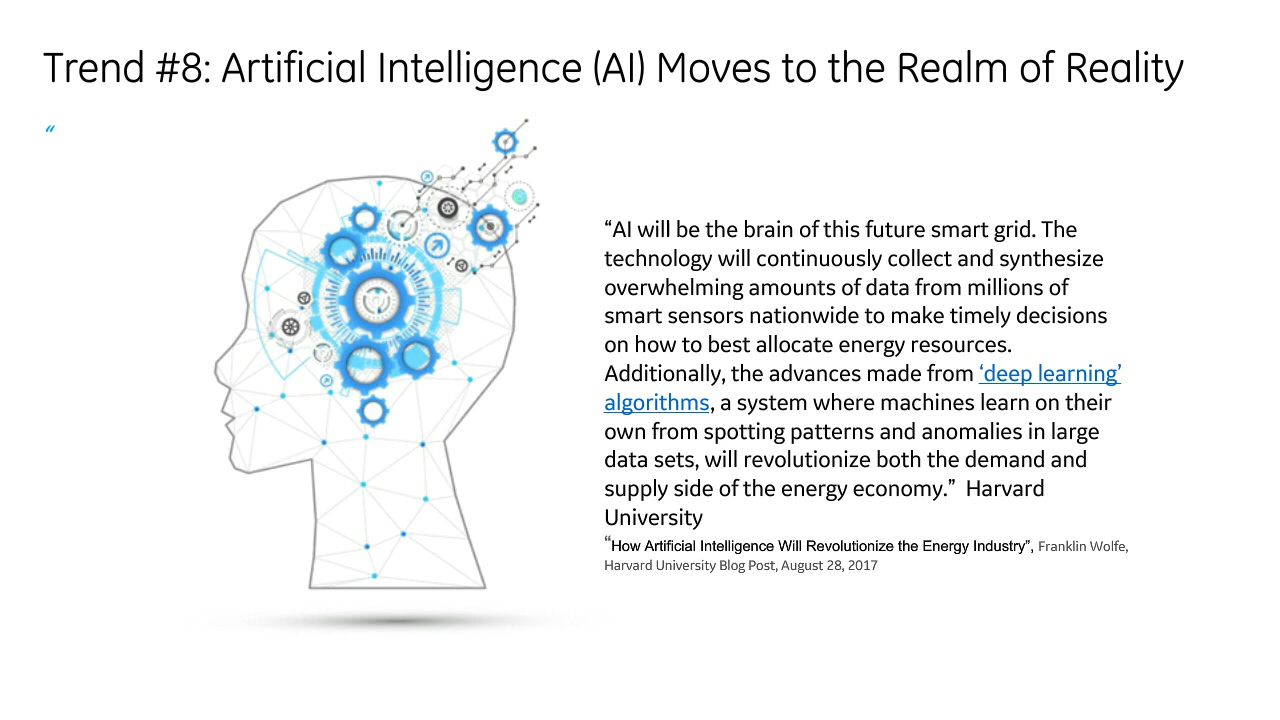 Trend #8: Artificial Intelligence (AI) Moves to the Realm of Reality
“
“AI will be the brain of this future smart grid. The
technology will continuously collect and synthesize
overwhelming amounts of data from millions of
smart sensors nationwide to make timely decisions
on how to best allocate energy resources.
Additionally, the advances made from ‘deep learning’
algorithms, a system where machines learn on their
own from spotting patterns and anomalies in large
data sets, will revolutionize both the demand and
supply side of the energy economy.”  Harvard
University
“How Artificial Intelligence Will Revolutionize the Energy Industry”, Franklin Wolfe,
Harvard University Blog Post, August 28, 2017